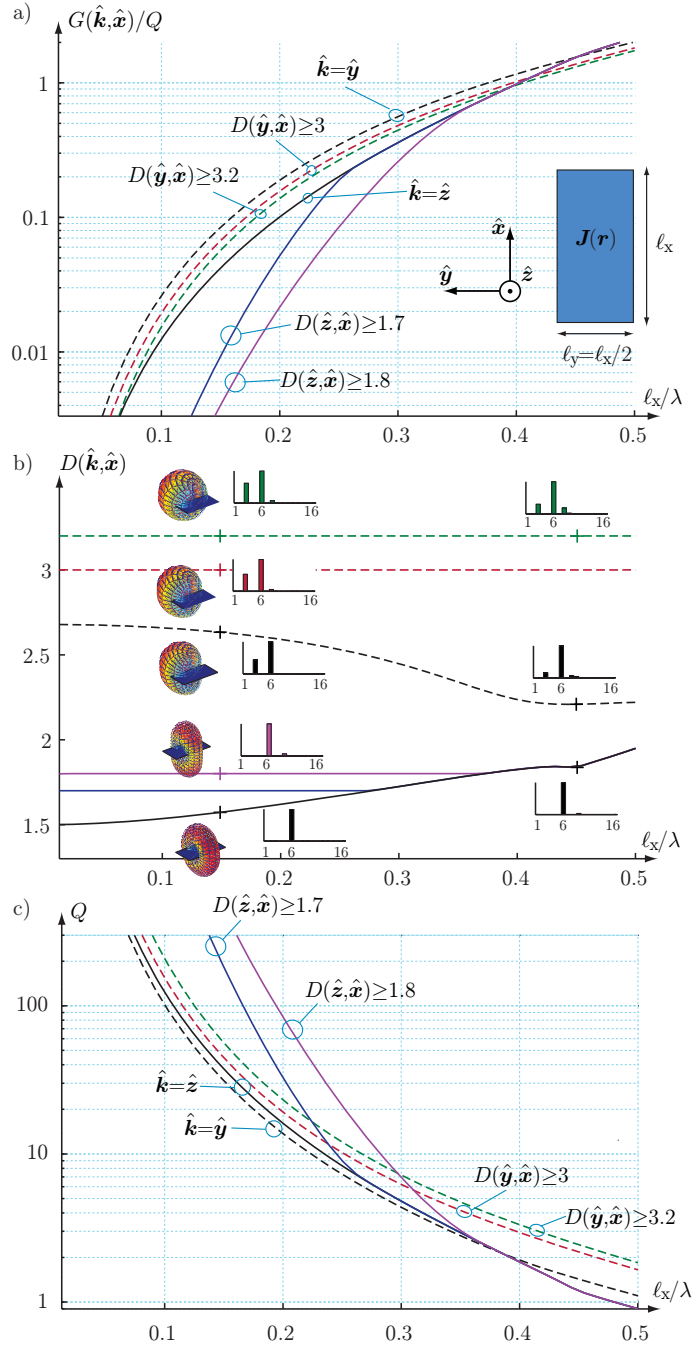 a)
G(k̂,x̂)/Q
1
0.1
0.01
k̂=ŷ
D(ŷ,x̂)≥3
D(ŷ,x̂)≥3.2
k̂=ẑ
D(ẑ,x̂)≥1.7
D(ẑ,x̂)≥1.8
x̂
ŷ
ẑ
J(r)
ℓx
ℓy=ℓx/2
0.1 0.2 0.3 0.4 0.5
ℓx/λ
b)
D(k̂,x̂)
1 6 16
1 6 16
3
1 6 16
2.5
1 6 16
1 6 16
2
1 6 16
1 6 16
1.5
1 6 16
ℓx/λ
0.1 0.2 0.3 0.4 0.5
c)
Q
D(ẑ,x̂)≥1.7
D(ẑ,x̂)≥1.8
100
k̂=ẑ
k̂=ŷ
10
D(ŷ,x̂)≥3
D(ŷ,x̂)≥3.2
1
ℓx/λ
0.1 0.2 0.3 0.4 0.5